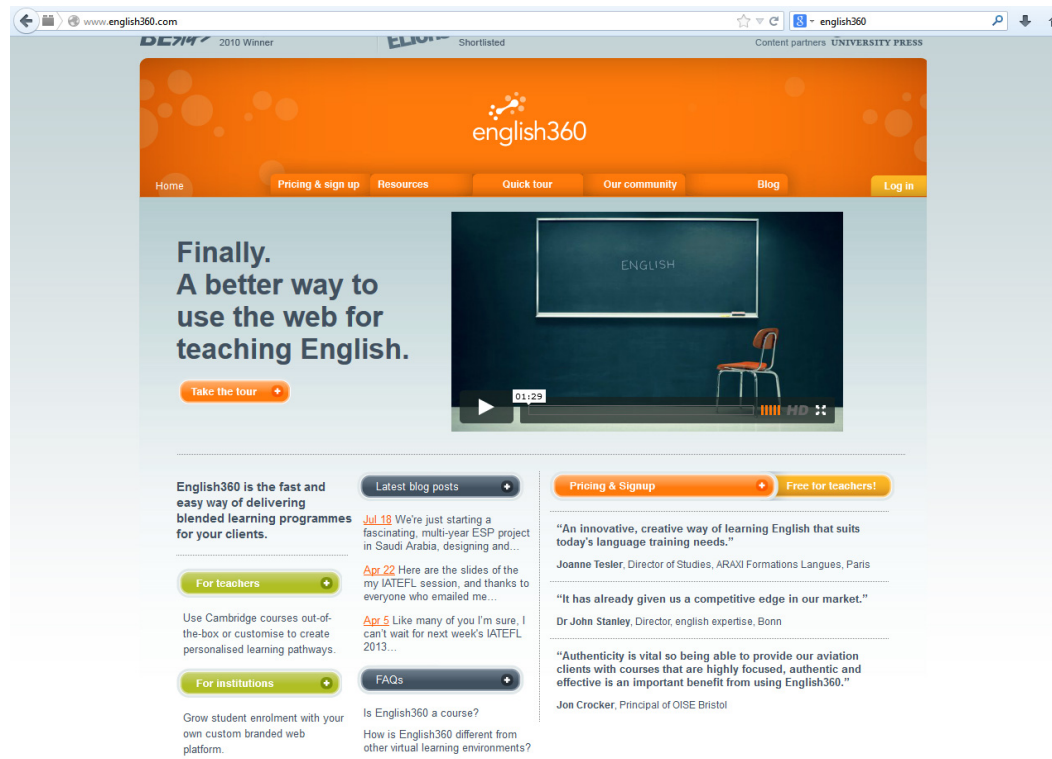 www.english360.com
english360
2010 Winner
Shortlisted
Content partners UNIVERSITY PRESS
english360
Home
Pricing & sign up
Resources
Quick tour
Our community
Blog
Log in
Finally.
A better way to
use the web for
teaching English.
Take the tour
ENGLISH
01:29
HD
English360 is the fast and
easy way of delivering
blended learning programmes
for your clients.
For teachers
Use Cambridge courses out-of-
the-box or customise to create
personalised learning pathways.
For institutions
Grow student enrolment with your
own custom branded web
platform.
Latest blog posts
Jul 18 We're just starting a
fascinating, multi-year ESP project
in Saudi Arabia, designing and...
Apr 22 Here are the slides of the
my IATEFL session, and thanks to
everyone who emailed me...
Apr 5 Like many of you I'm sure, I
can't wait for next week's IATEFL
2013...
FAQs
Is English360 a course?
How is English360 different from
other virtual learning environments?
Pricing & Signup
Free for teachers!
“An innovative, creative way of learning English that suits
today's language training needs.”
Joanne Tesler, Director of Studies, ARAXI Formations Langues, Paris
“It has already given us a competitive edge in our market.”
Dr John Stanley, Director, english expertise, Bonn
“Authenticity is vital so being able to provide our aviation
clients with courses that are highly focused, authentic and
effective is an important benefit from using English360.”
Jon Crocker, Principal of OISE Bristol